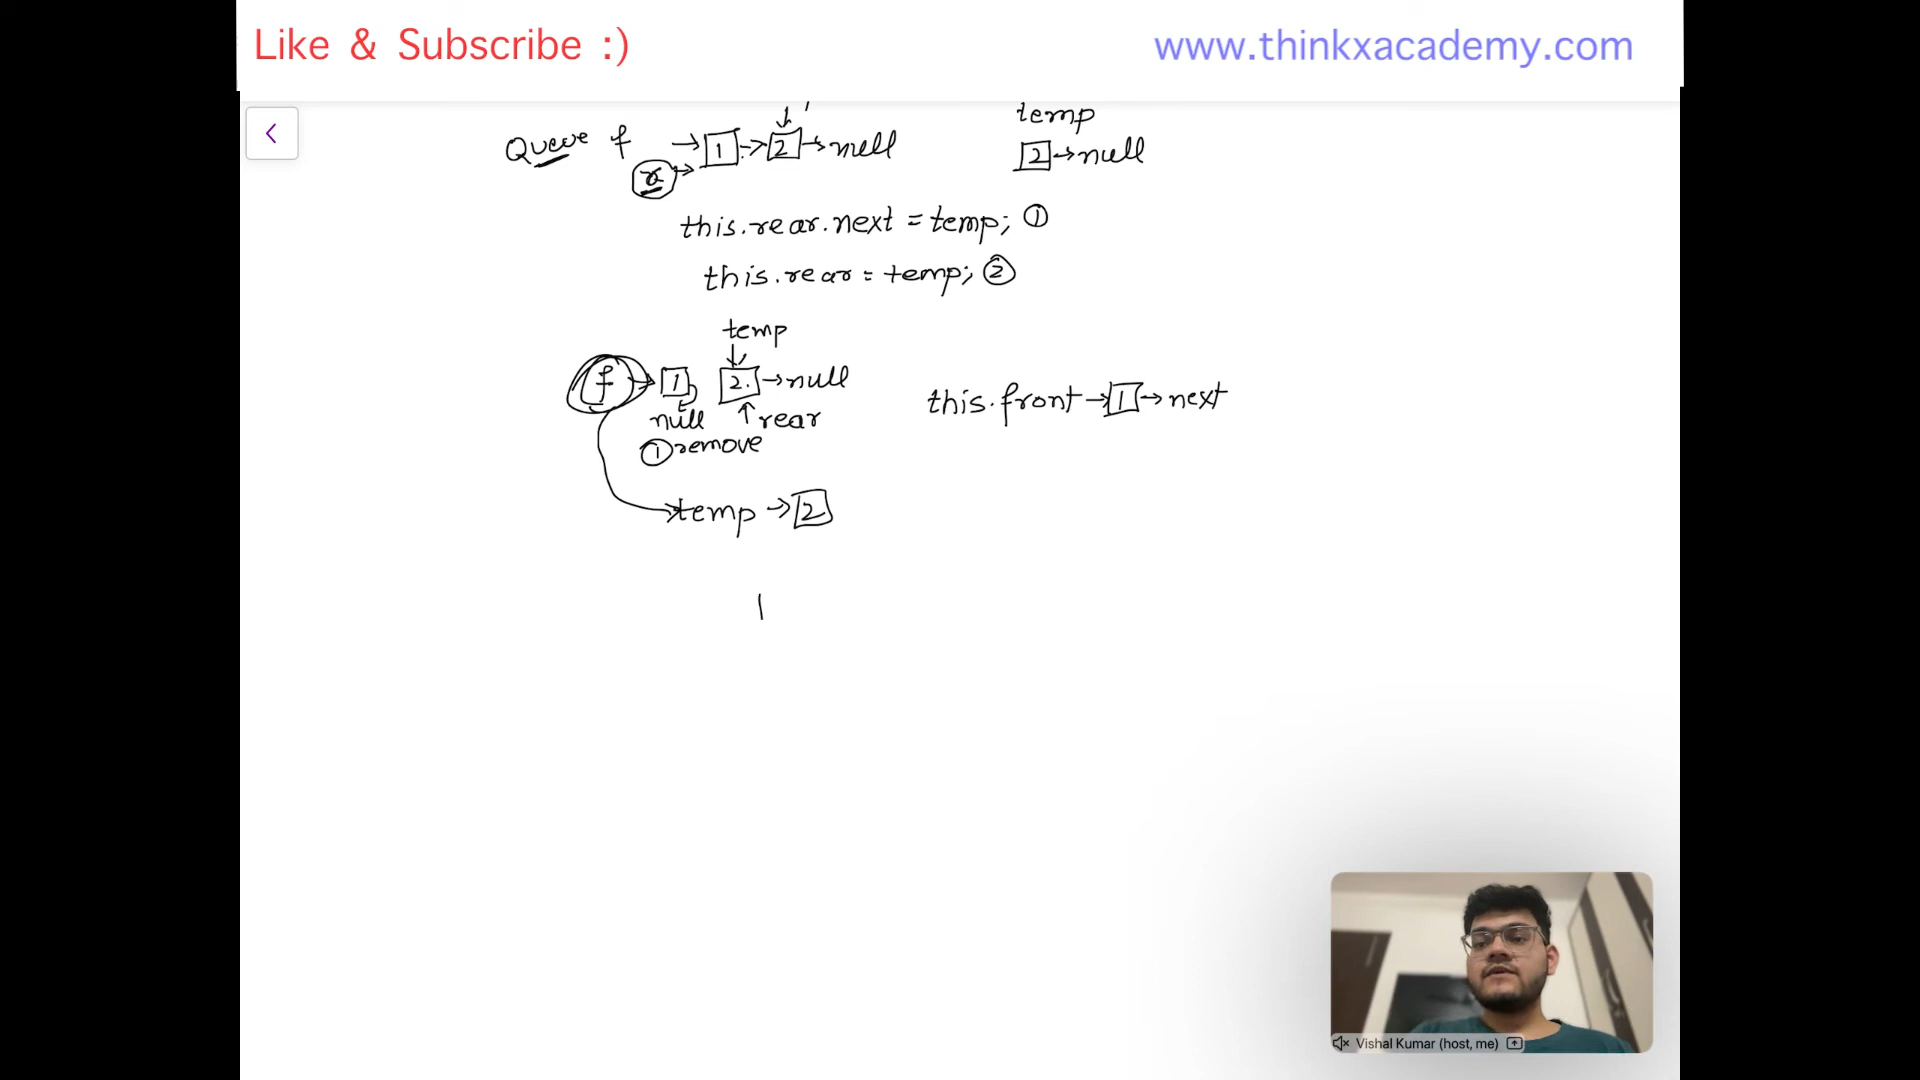 Like & Subscribe :)
www.thinkxacademy.com
temp
Queue f → 1 → 2 → null
2 → null
r →
this.rear.next = temp; ①
this.rear = temp; ②
temp
f → 1 2 → null
this.front → 1 → next
null ↑ rear
① remove
temp → 2
Vishal Kumar (host, me)